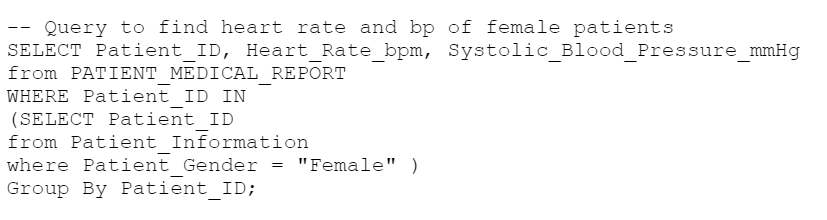 -- Query to find heart rate and bp of female patients
SELECT Patient_ID, Heart_Rate_bpm, Systolic_Blood_Pressure_mmHg
from PATIENT_MEDICAL_REPORT
WHERE Patient_ID IN
(SELECT Patient_ID
from Patient_Information
where Patient_Gender = "Female" )
Group By Patient_ID;